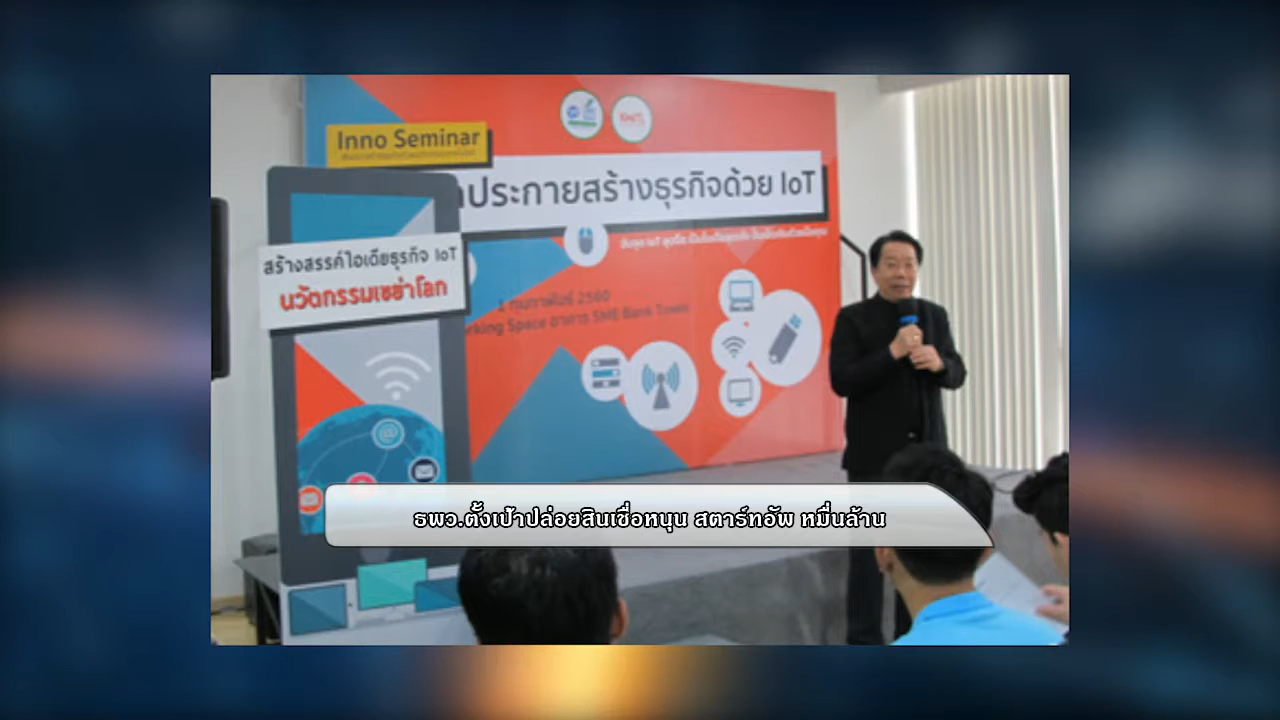 Inno Seminar
ประกายสร้างธุรกิจด้วย IoT
สร้างสรรค์ไอเดียธุรกิจ IoT
นวัตกรรมเขย่าโลก
1 กุมภาพันธ์ 2560
Space อาคาร SME Bank Tower
ธพว.ตั้งเป้าปล่อยสินเชื่อหนุน สตาร์ทอัพ หมื่นล้าน